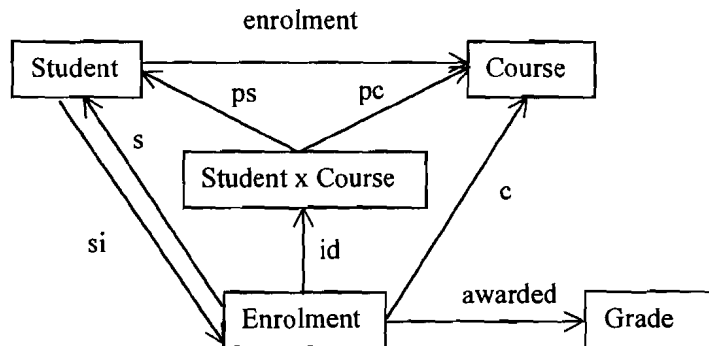 enrolment
Student
Course
ps
pc
s
Student x Course
c
si
id
awarded
Enrolment
Grade